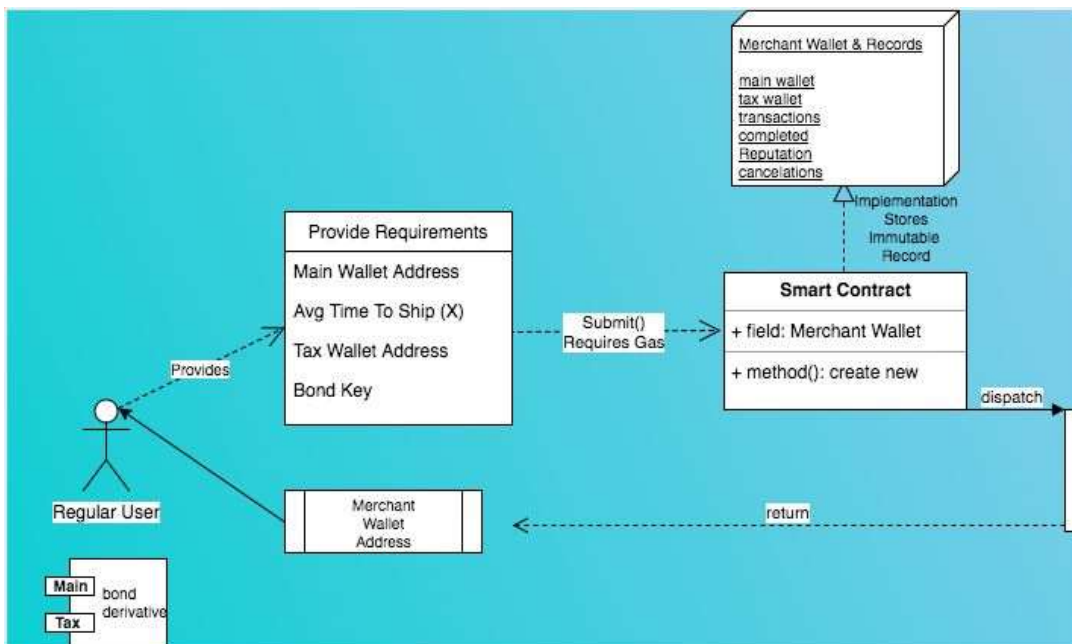 Merchant Wallet & Records
main wallet
tax wallet
transactions
completed
Reputation
cancelations
Implementation
Stores
Immutable
Record
Provide Requirements
Main Wallet Address
Avg Time To Ship (X)
Tax Wallet Address
Bond Key
Submit()
Requires Gas
Smart Contract
+ field: Merchant Wallet
+ method(): create new
Provides
dispatch
Regular User
Merchant
Wallet
Address
return
Main
Tax
bond
derivative